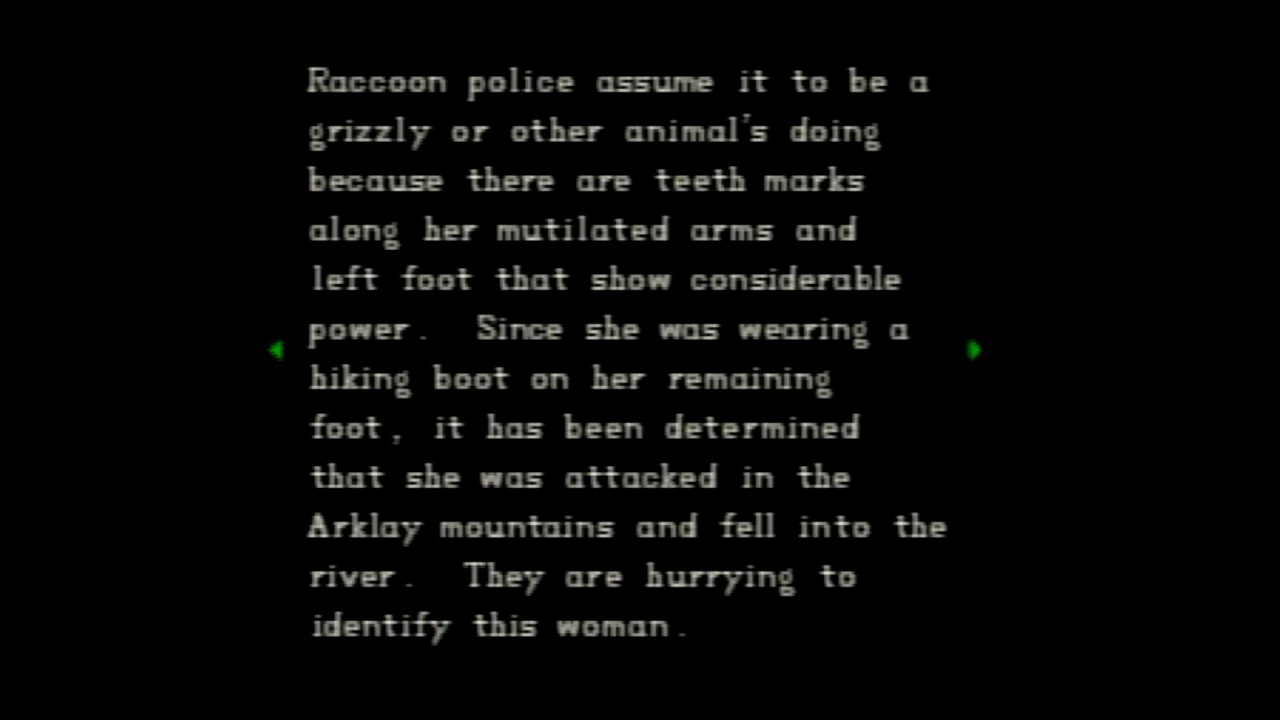 Raccoon police assume it to be a
grizzly or other animal's doing
because there are teeth marks
along her mutilated arms and
left foot that show considerable
power.  Since she was wearing a
hiking boot on her remaining
foot, it has been determined
that she was attacked in the
Arklay mountains and fell into the
river.  They are hurrying to
identify this woman.